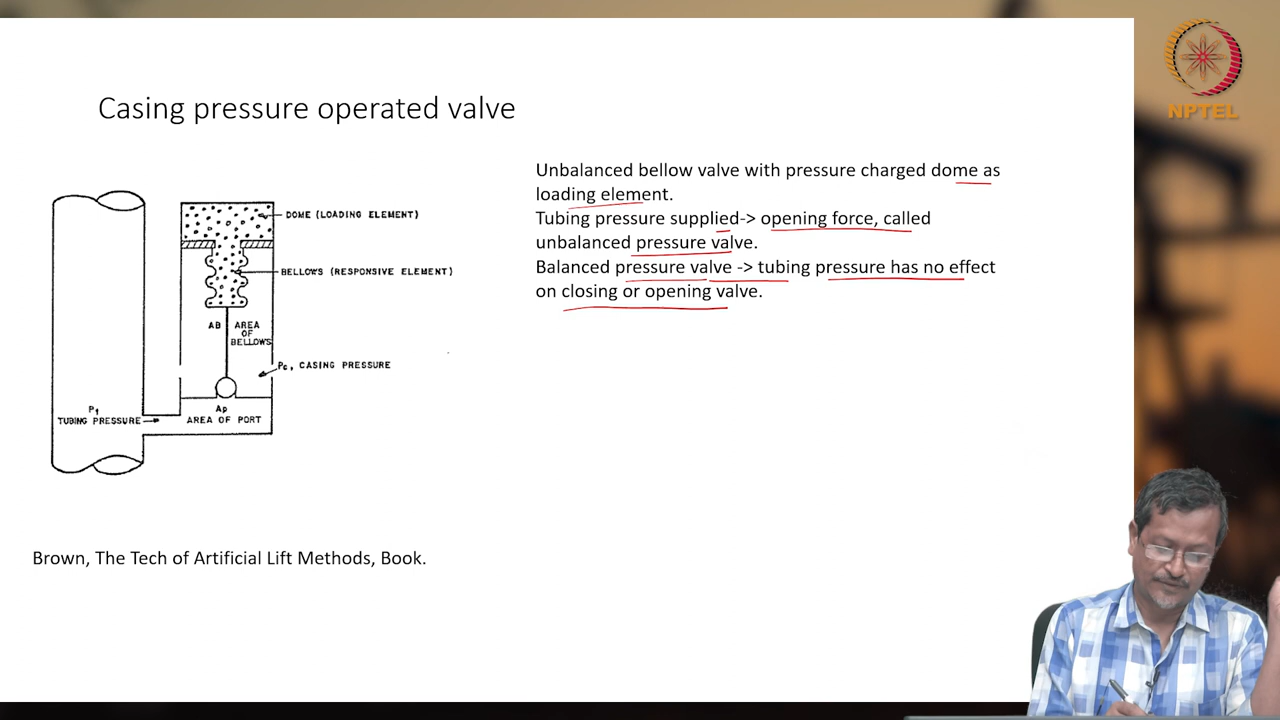 NPTEL
Casing pressure operated valve
Unbalanced bellow valve with pressure charged dome as
loading element.
Tubing pressure supplied-> opening force, called
unbalanced pressure valve.
Balanced pressure valve -> tubing pressure has no effect
on closing or opening valve.
DOME (LOADING ELEMENT)
BELLOWS (RESPONSIVE ELEMENT)
AB
AREA
OF
BELLOWS
Pc, CASING PRESSURE
Pt
TUBING PRESSURE
Ap
AREA OF PORT
Brown, The Tech of Artificial Lift Methods, Book.